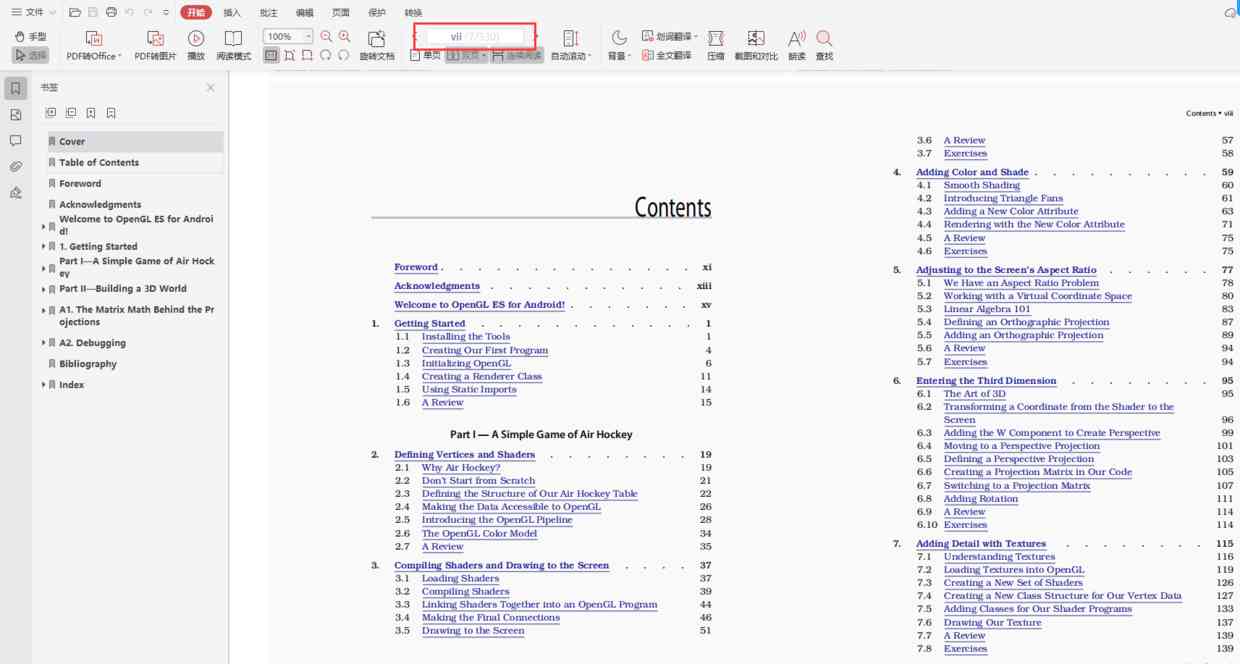 文件
开始 插入 批注 编辑 页面 保护 转换
手型
选择
PDF转Office
PDF转图片
播放
阅读模式
100%
旋转文档
vii (7/330)
单页 双页 连续阅读
自动滚动
背景
划词翻译
全文翻译
压缩
截图和对比
朗读
查找
书签
Cover
Table of Contents
Foreword
Acknowledgments
Welcome to OpenGL ES for Androi
d!
1. Getting Started
Part I—A Simple Game of Air Hock
ey
Part II—Building a 3D World
A1. The Matrix Math Behind the Pr
ojections
A2. Debugging
Bibliography
Index
Contents
Foreword . . . . . . . . . . . . . xi
Acknowledgments . . . . . . . . . . . xiii
Welcome to OpenGL ES for Android! . . . . . . . xv
1. Getting Started . . . . . . . . . . . . 1
1.1 Installing the Tools 1
1.2 Creating Our First Program 4
1.3 Initializing OpenGL 6
1.4 Creating a Renderer Class 11
1.5 Using Static Imports 14
1.6 A Review 15
Part I — A Simple Game of Air Hockey
2. Defining Vertices and Shaders . . . . . . . . 19
2.1 Why Air Hockey? 19
2.2 Don't Start from Scratch 21
2.3 Defining the Structure of Our Air Hockey Table 22
2.4 Making the Data Accessible to OpenGL 26
2.5 Introducing the OpenGL Pipeline 28
2.6 The OpenGL Color Model 34
2.7 A Review 35
3. Compiling Shaders and Drawing to the Screen . . . . 37
3.1 Loading Shaders 37
3.2 Compiling Shaders 39
3.3 Linking Shaders Together into an OpenGL Program 44
3.4 Making the Final Connections 46
3.5 Drawing to the Screen 51
Contents • viii
3.6 A Review 57
3.7 Exercises 58
4. Adding Color and Shade . . . . . . . . . . 59
4.1 Smooth Shading 60
4.2 Introducing Triangle Fans 61
4.3 Adding a New Color Attribute 63
4.4 Rendering with the New Color Attribute 71
4.5 A Review 75
4.6 Exercises 75
5. Adjusting to the Screen's Aspect Ratio . . . . . . 77
5.1 We Have an Aspect Ratio Problem 78
5.2 Working with a Virtual Coordinate Space 80
5.3 Linear Algebra 101 83
5.4 Defining an Orthographic Projection 87
5.5 Adding an Orthographic Projection 89
5.6 A Review 94
5.7 Exercises 94
6. Entering the Third Dimension . . . . . . . . 95
6.1 The Art of 3D 95
6.2 Transforming a Coordinate from the Shader to the
Screen 96
6.3 Adding the W Component to Create Perspective 99
6.4 Moving to a Perspective Projection 101
6.5 Defining a Perspective Projection 103
6.6 Creating a Projection Matrix in Our Code 105
6.7 Switching to a Projection Matrix 107
6.8 Adding Rotation 111
6.9 A Review 114
6.10 Exercises 114
7. Adding Detail with Textures . . . . . . . . 115
7.1 Understanding Textures 116
7.2 Loading Textures into OpenGL 119
7.3 Creating a New Set of Shaders 126
7.4 Creating a New Class Structure for Our Vertex Data 127
7.5 Adding Classes for Our Shader Programs 133
7.6 Drawing Our Texture 137
7.7 A Review 139
7.8 Exercises 139